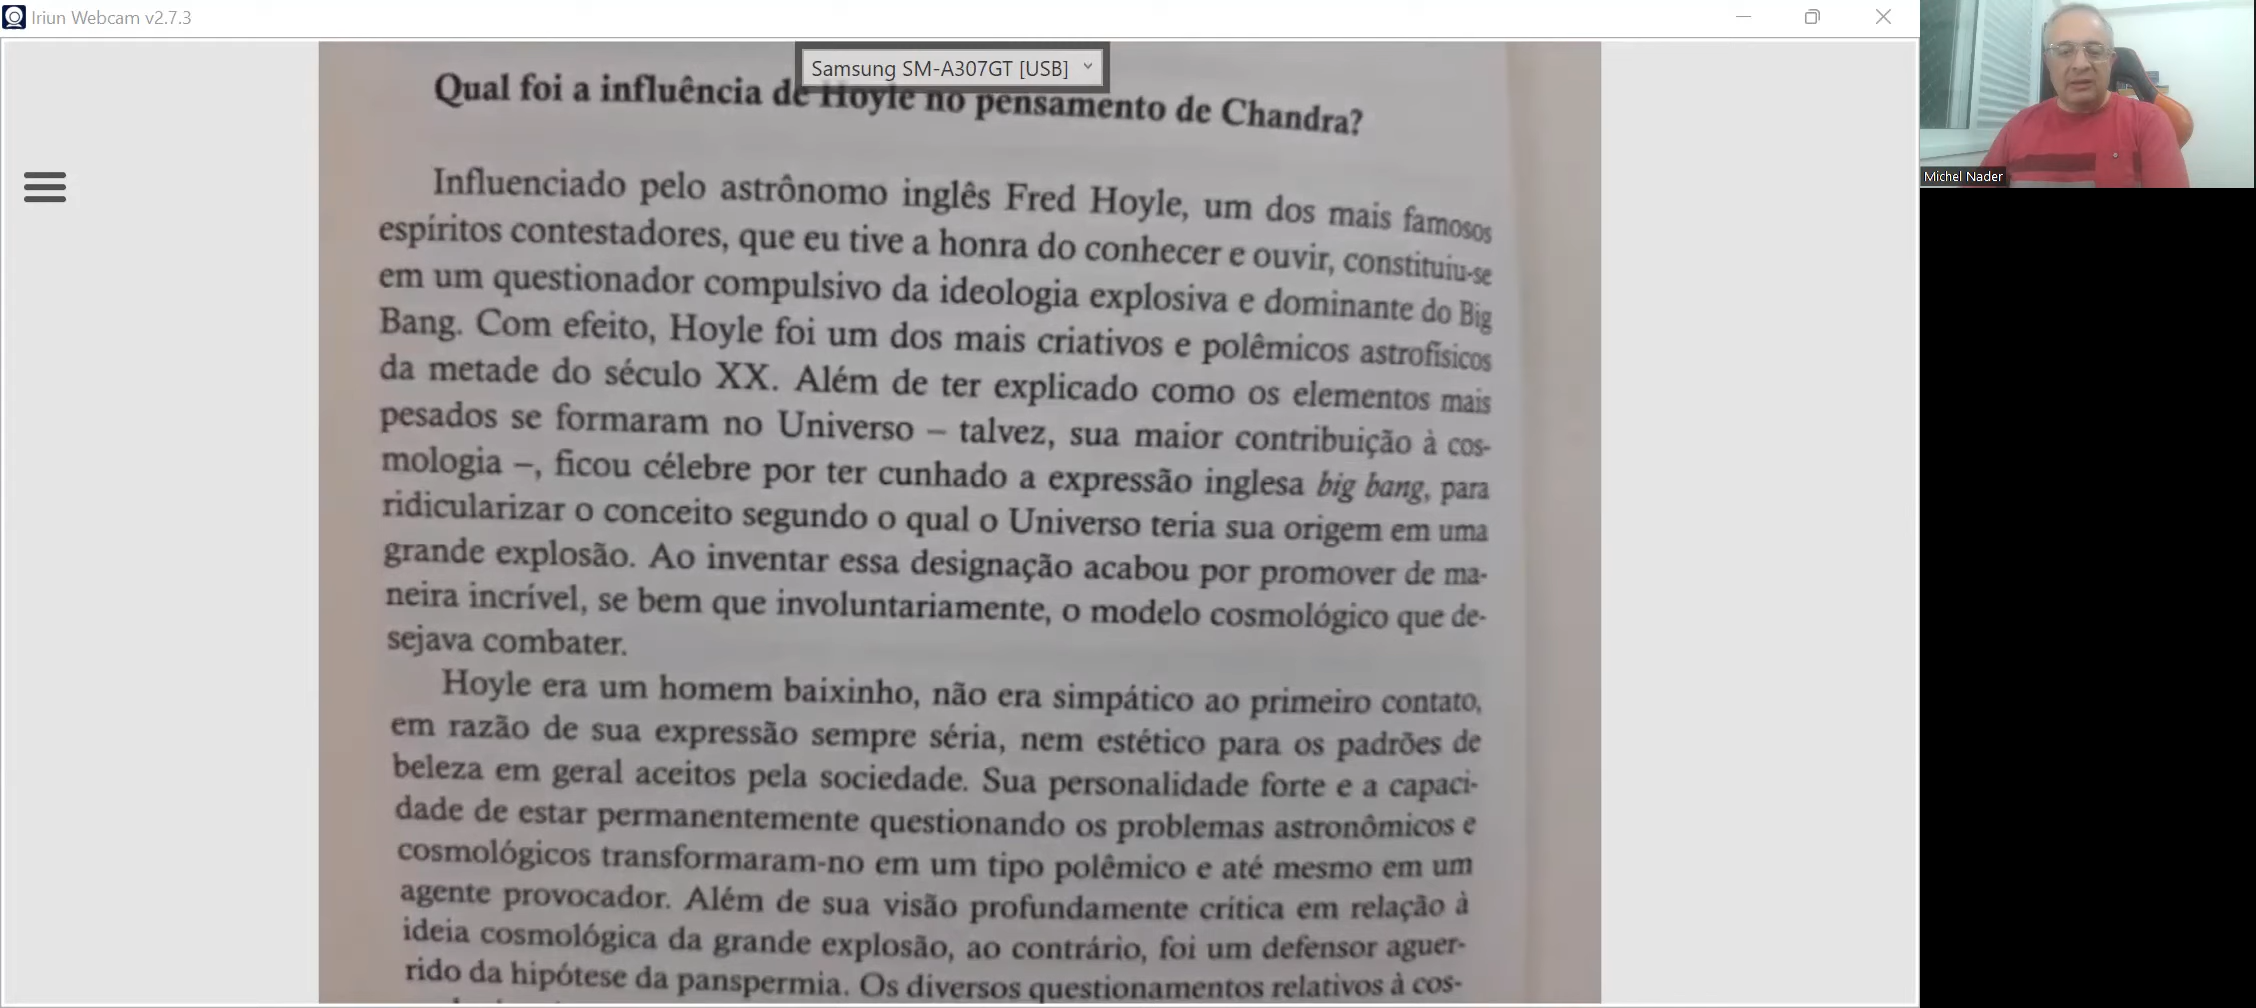 Iriun Webcam v2.7.3
Samsung SM-A307GT [USB]
Qual foi a influência de Hoyle no pensamento de Chandra?
Influenciado pelo astrônomo inglês Fred Hoyle, um dos mais famosos
espíritos contestadores, que eu tive a honra do conhecer e ouvir, constituiu-se
em um questionador compulsivo da ideologia explosiva e dominante do Big
Bang. Com efeito, Hoyle foi um dos mais criativos e polêmicos astrofísicos
da metade do século XX. Além de ter explicado como os elementos mais
pesados se formaram no Universo – talvez, sua maior contribuição à cos-
mologia –, ficou célebre por ter cunhado a expressão inglesa big bang, para
ridicularizar o conceito segundo o qual o Universo teria sua origem em uma
grande explosão. Ao inventar essa designação acabou por promover de ma-
neira incrível, se bem que involuntariamente, o modelo cosmológico que de-
sejava combater.
Hoyle era um homem baixinho, não era simpático ao primeiro contato,
em razão de sua expressão sempre séria, nem estético para os padrões de
beleza em geral aceitos pela sociedade. Sua personalidade forte e a capaci-
dade de estar permanentemente questionando os problemas astronômicos e
cosmológicos transformaram-no em um tipo polêmico e até mesmo em um
agente provocador. Além de sua visão profundamente crítica em relação à
ideia cosmológica da grande explosão, ao contrário, foi um defensor aguer-
rido da hipótese da panspermia. Os diversos questionamentos relativos à cos-
Michel Nader